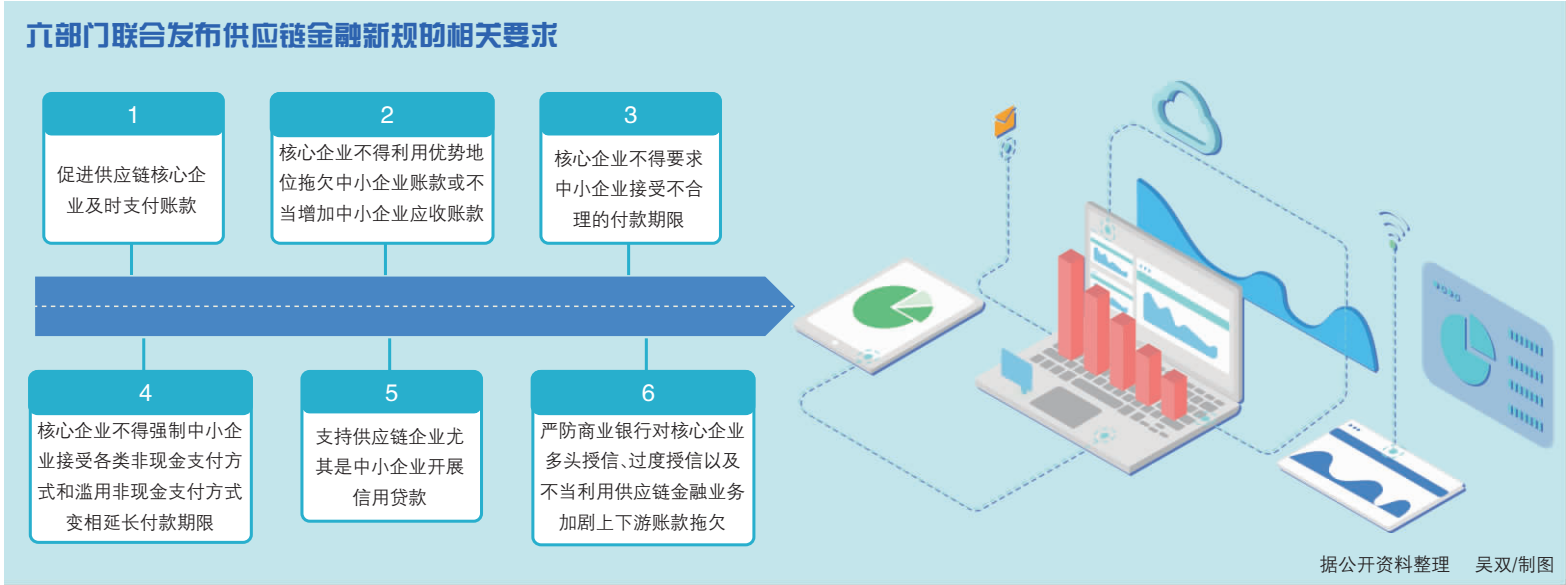 六部门联合发布供应链金融新规的相关要求
1
促进供应链核心企
业及时支付账款
2
核心企业不得利用优势地
位拖欠中小企业账款或不
当增加中小企业应收账款
3
核心企业不得要求
中小企业接受不合
理的付款期限
4
核心企业不得强制中小企
业接受各类非现金支付方
式和滥用非现金支付方式
变相延长付款期限
5
支持供应链企业尤
其是中小企业开展
信用贷款
6
严防商业银行对核心企业
多头授信、过度授信以及
不当利用供应链金融业务
加剧上下游账款拖欠
据公开资料整理 吴双/制图